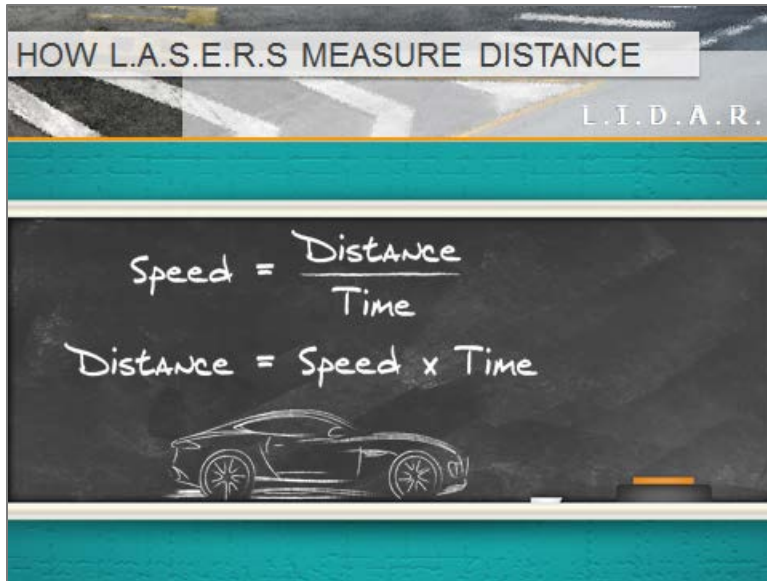 HOW L.A.S.E.R.S MEASURE DISTANCE
L.I.D.A.R.
Speed = Distance
Time
Distance = Speed x Time